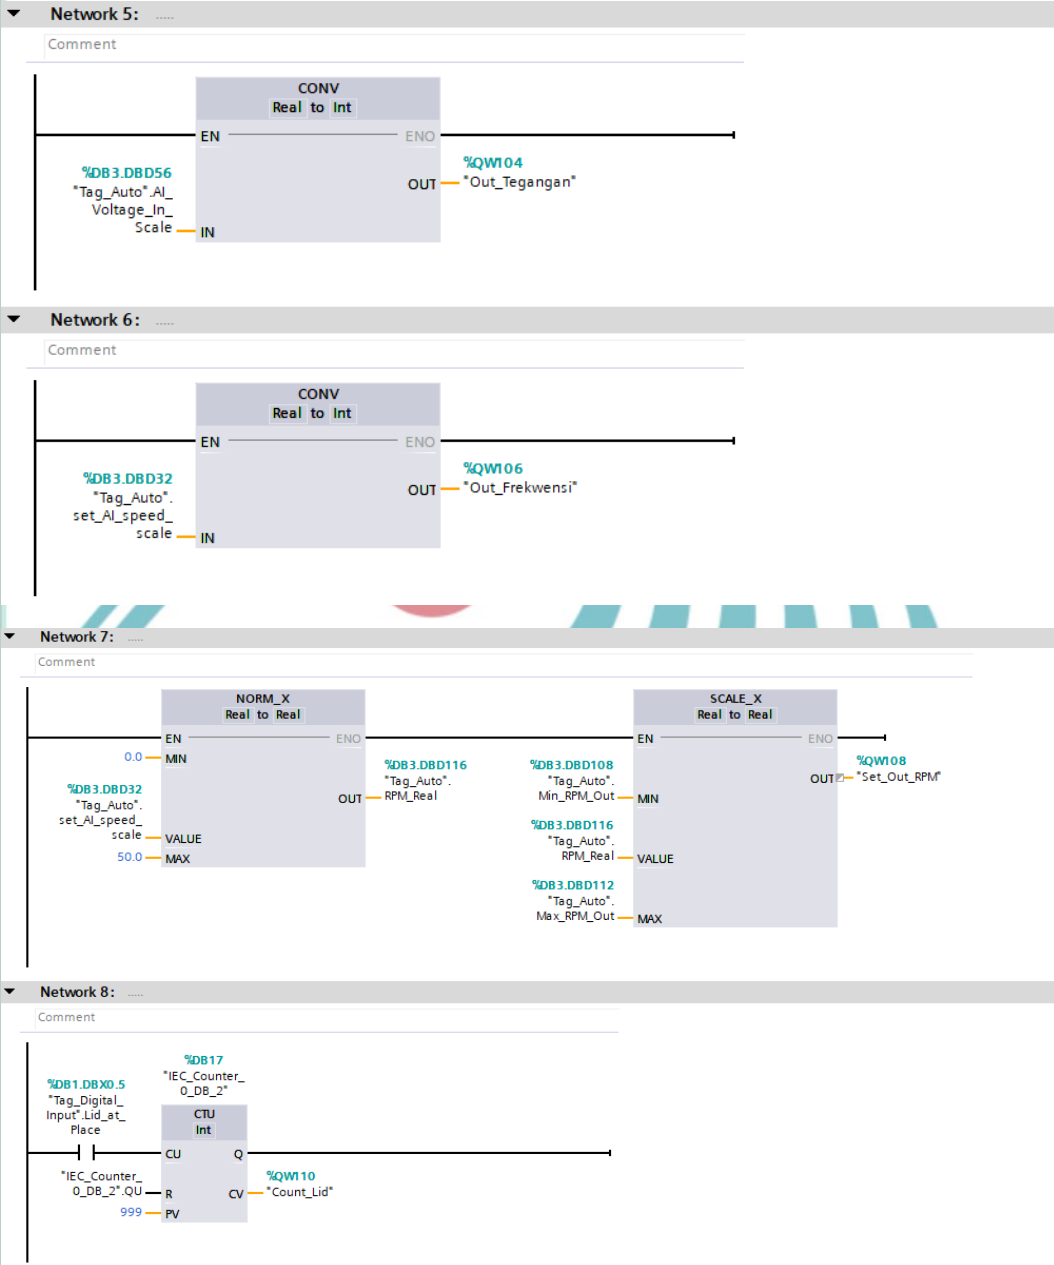 Network 5: .....
Comment
CONV
Real to Int
EN
ENO
%DB3.DBD56
"Tag_Auto".AI_
Voltage_In_
Scale
IN
OUT
%QW104
"Out_Tegangan"
Network 6: .....
Comment
CONV
Real to Int
EN
ENO
%DB3.DBD32
"Tag_Auto".
set_AI_speed_
scale
IN
OUT
%QW106
"Out_Frekwensi"
Network 7: .....
Comment
NORM_X
Real to Real
EN
ENO
0.0
MIN
%DB3.DBD32
"Tag_Auto".
set_AI_speed_
scale
VALUE
50.0
MAX
OUT
%DB3.DBD116
"Tag_Auto".
RPM_Real
SCALE_X
Real to Real
EN
ENO
%DB3.DBD108
"Tag_Auto".
Min_RPM_Out
MIN
%DB3.DBD116
"Tag_Auto".
RPM_Real
VALUE
%DB3.DBD112
"Tag_Auto".
Max_RPM_Out
MAX
OUT
%QW108
"Set_Out_RPM"
Network 8: .....
Comment
%DB17
"IEC_Counter_
0_DB_2"
%DB1.DBX0.5
"Tag_Digital_
Input".Lid_at_
Place
CTU
Int
CU
Q
"IEC_Counter_
0_DB_2".QU
R
CV
%QW110
"Count_Lid"
999
PV